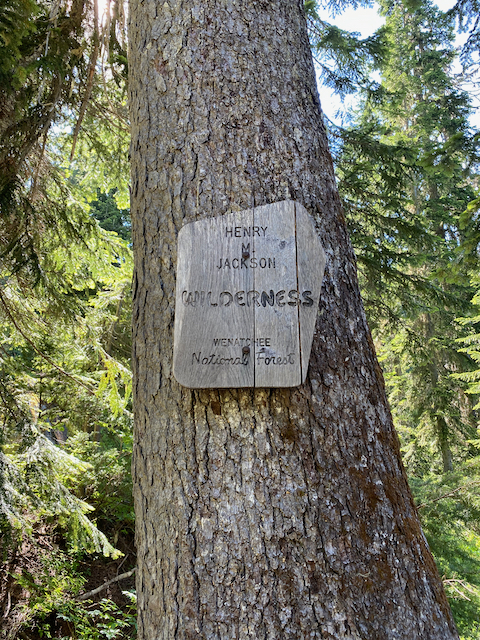 HENRY
M.
JACKSON
WILDERNESS
WENATCHEE
National Forest